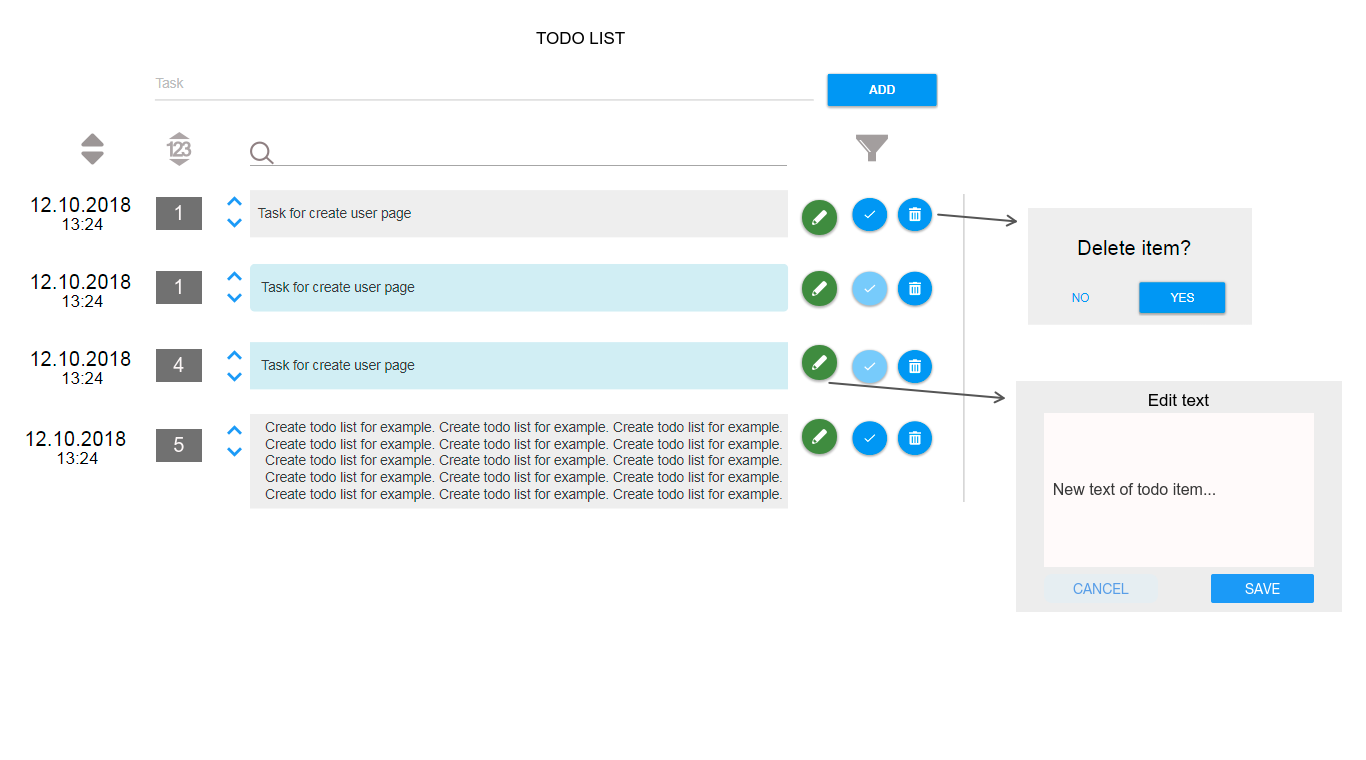 TODO LIST
Task
ADD
123
12.10.2018
13:24
1
Task for create user page
12.10.2018
13:24
1
Task for create user page
12.10.2018
13:24
4
Task for create user page
12.10.2018
13:24
5
Create todo list for example. Create todo list for example. Create todo list for example.
Create todo list for example. Create todo list for example. Create todo list for example.
Create todo list for example. Create todo list for example. Create todo list for example.
Create todo list for example. Create todo list for example. Create todo list for example.
Create todo list for example. Create todo list for example. Create todo list for example.
Delete item?
NO YES
Edit text
New text of todo item...
CANCEL SAVE